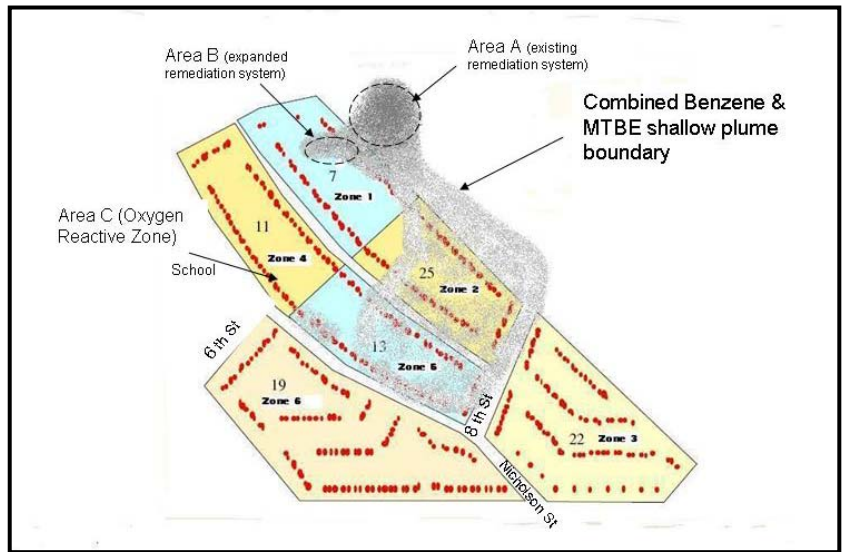 Area B (expanded
remediation system)
Area A (existing
remediation system)
Combined Benzene &
MTBE shallow plume
boundary
7
Zone 1
Area C (Oxygen
Reactive Zone)
11
Zone 4
School
25
Zone 2
13
Zone 5
6 th St
19
Zone 6
8 th St
22 Zone 3
Nicholson St